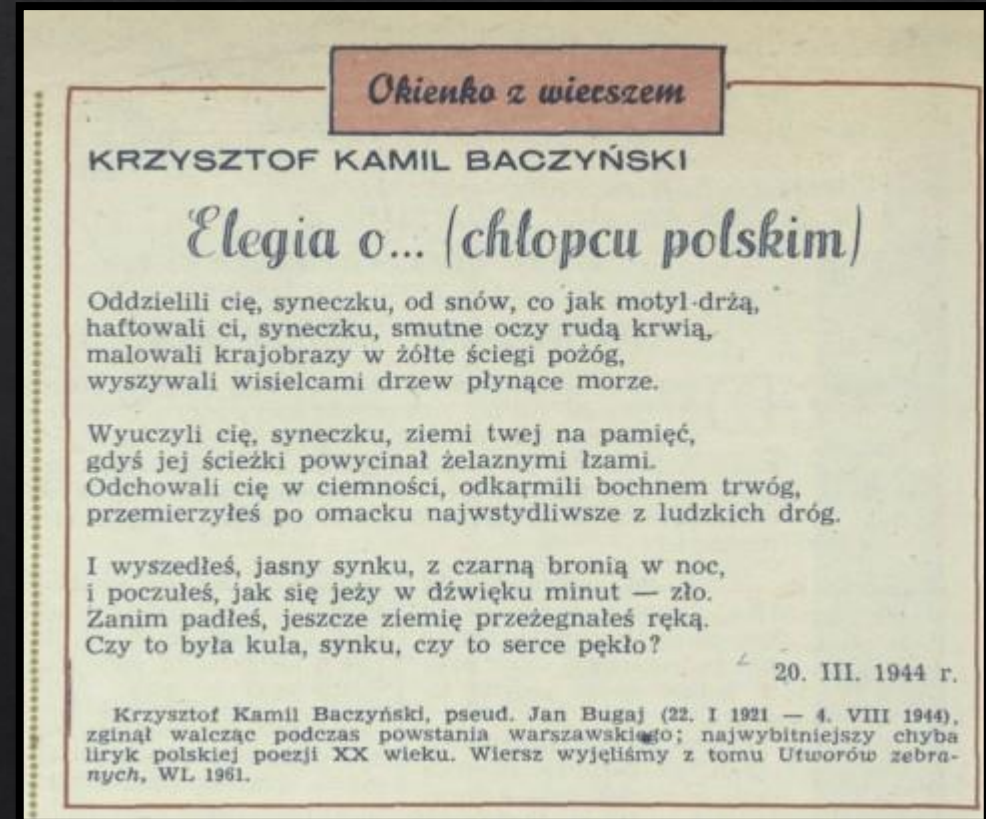 Okienko z wierszem
KRZYSZTOF KAMIL BACZYŃSKI
Elegia o... (chłopcu polskim)
Oddzielili cię, syneczku, od snów, co jak motyl drżą,
haftowali ci, syneczku, smutne oczy rudą krwią,
malowali krajobrazy w żółte ściegi pożóg,
wyszywali wisielcami drzew płynące morze.
Wyuczyli cię, syneczku, ziemi twej na pamięć,
gdyś jej ścieżki powycinał żelaznymi łzami.
Odchowali cię w ciemności, odkarmili bochnem trwóg,
przemierzyłeś po omacku najwstydliwsze z ludzkich dróg.
I wyszedłeś, jasny synku, z czarną bronią w noc,
i poczułeś, jak się jeży w dźwięku minut — zło.
Zanim padłeś, jeszcze ziemię przeżegnałeś ręką.
Czy to była kula, synku, czy to serce pękło?
20. III. 1944 r.
Krzysztof Kamil Baczyński, pseud. Jan Bugaj (22. I 1921 — 4. VIII 1944),
zginął walcząc podczas powstania warszawskiego; najwybitniejszy chyba
liryk polskiej poezji XX wieku. Wiersz wyjęliśmy z tomu Utworów zebra-
nych, WL 1961.